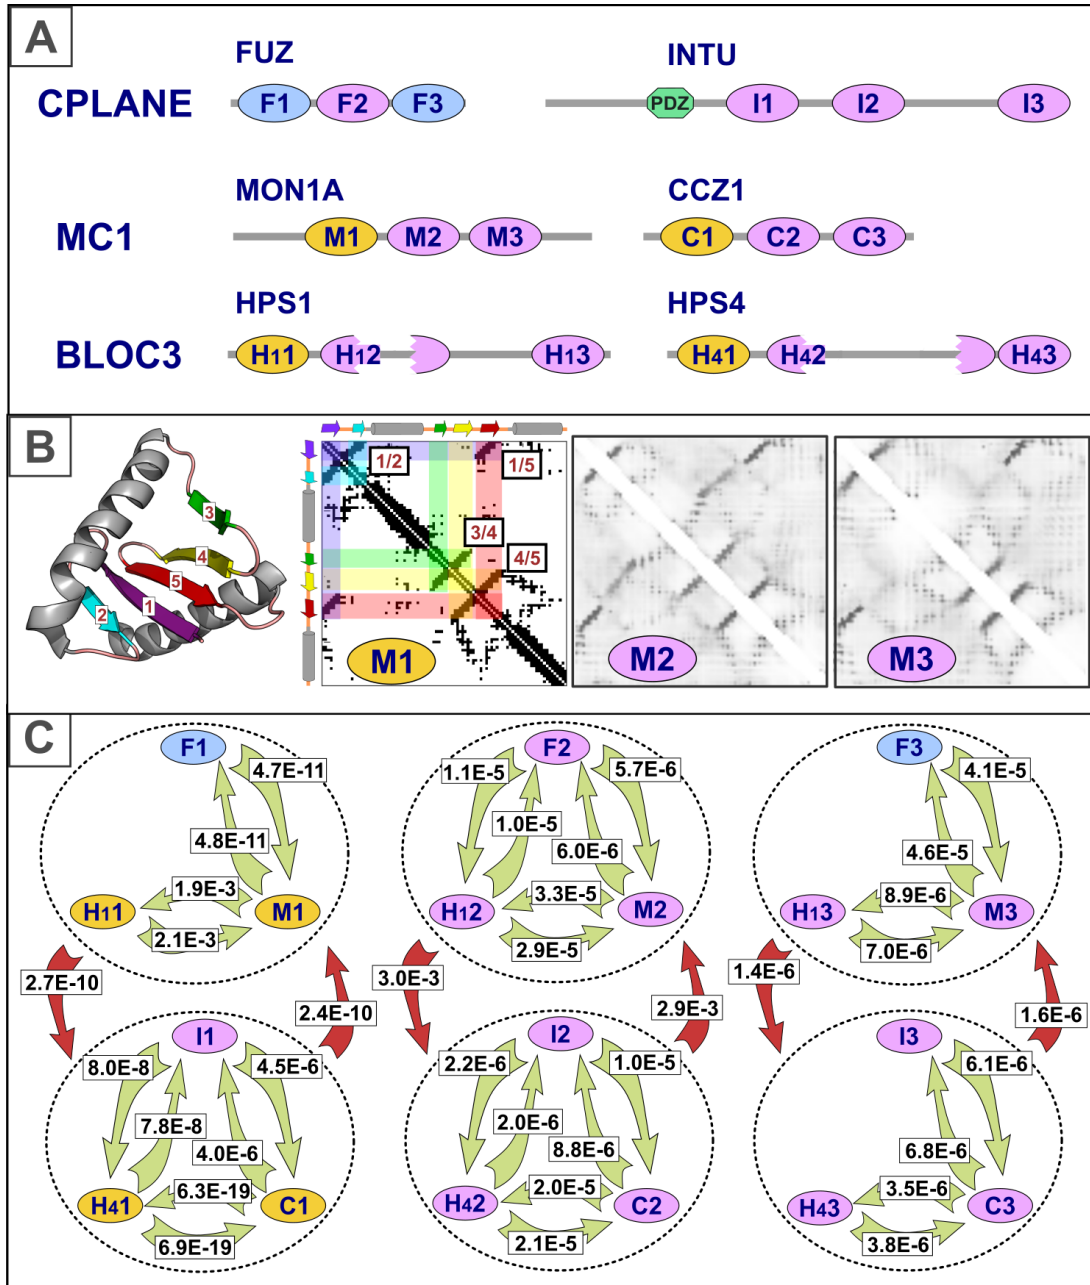 A
FUZ
INTU
CPLANE
F1 F2 F3
PDZ I1 I2 I3
MON1A
CCZ1
MC1
M1 M2 M3
C1 C2 C3
HPS1
HPS4
BLOC3
H11 H12 H13
H41 H42 H43
B
3
4
5
1
2
1/2
1/5
3/4
4/5
M1
M2
M3
C
F1
4.7E-11
4.8E-11
1.9E-3
H11
M1
2.1E-3
F2
1.1E-5
5.7E-6
1.0E-5
6.0E-6
3.3E-5
H12
M2
2.9E-5
F3
4.1E-5
4.6E-5
8.9E-6
H13
M3
7.0E-6
2.7E-10
2.4E-10
3.0E-3
2.9E-3
1.4E-6
1.6E-6
I1
8.0E-8
4.5E-6
7.8E-8
4.0E-6
6.3E-19
H41
C1
6.9E-19
I2
2.2E-6
1.0E-5
2.0E-6
8.8E-6
2.0E-5
H42
C2
2.1E-5
I3
6.1E-6
6.8E-6
3.5E-6
H43
C3
3.8E-6